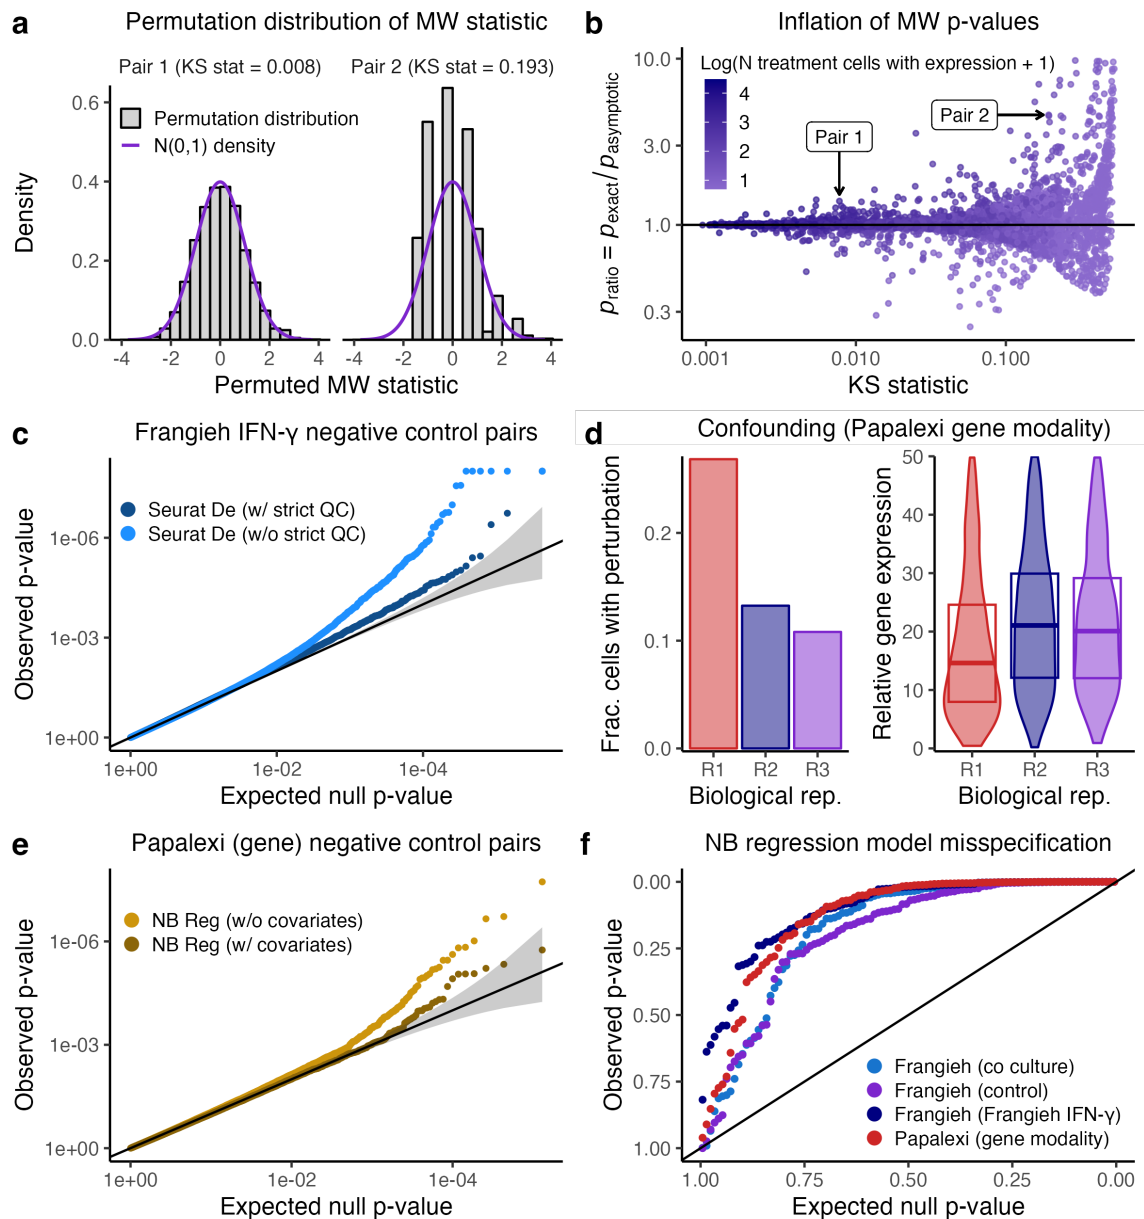 a
Permutation distribution of MW statistic
Pair 1 (KS stat = 0.008)
Pair 2 (KS stat = 0.193)
Permutation distribution
N(0,1) density
Density
0.6
0.4
0.2
0.0
-4 -2 0 2 4
-4 -2 0 2 4
Permuted MW statistic
b
Inflation of MW p-values
Log(N treatment cells with expression + 1)
4
3
2
1
Pair 1
Pair 2
p_ratio = p_exact/p_asymptotic
10.0
3.0
1.0
0.3
0.001 0.010 0.100
KS statistic
c
Frangieh IFN-γ negative control pairs
Seurat De (w/ strict QC)
Seurat De (w/o strict QC)
Observed p-value
1e-06
1e-03
1e+00
1e+00 1e-02 1e-04
Expected null p-value
d
Confounding (Papalexi gene modality)
Frac. cells with perturbation
0.2
0.1
0.0
R1 R2 R3
Biological rep.
Relative gene expression
50
40
30
20
10
0
R1 R2 R3
Biological rep.
e
Papalexi (gene) negative control pairs
NB Reg (w/o covariates)
NB Reg (w/ covariates)
Observed p-value
1e-06
1e-03
1e+00
1e+00 1e-02 1e-04
Expected null p-value
f
NB regression model misspecification
Observed p-value
0.00
0.25
0.50
0.75
1.00
Frangieh (co culture)
Frangieh (control)
Frangieh (Frangieh IFN-γ)
Papalexi (gene modality)
1.00 0.75 0.50 0.25 0.00
Expected null p-value